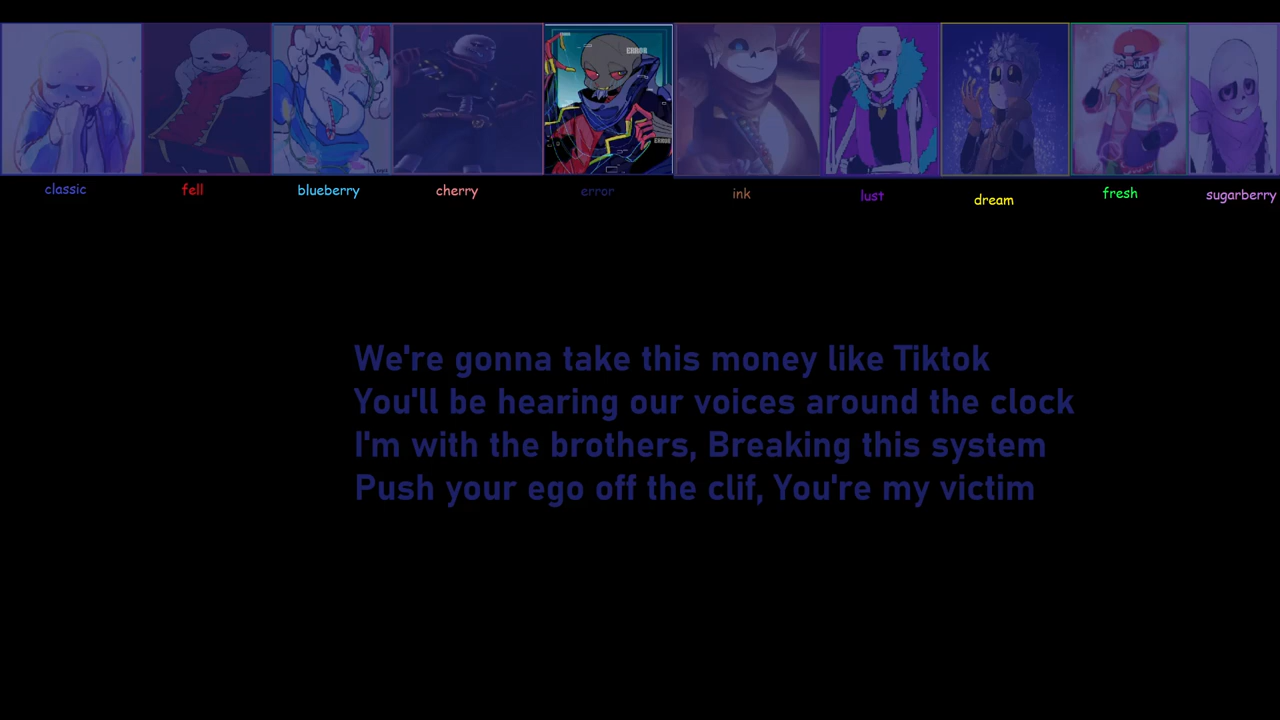 ERROR
ERROR
classic
fell
blueberry
cherry
error
ink
lust
dream
fresh
sugarberry
We're gonna take this money like Tiktok
You'll be hearing our voices around the clock
I'm with the brothers, Breaking this system
Push your ego off the clif, You're my victim